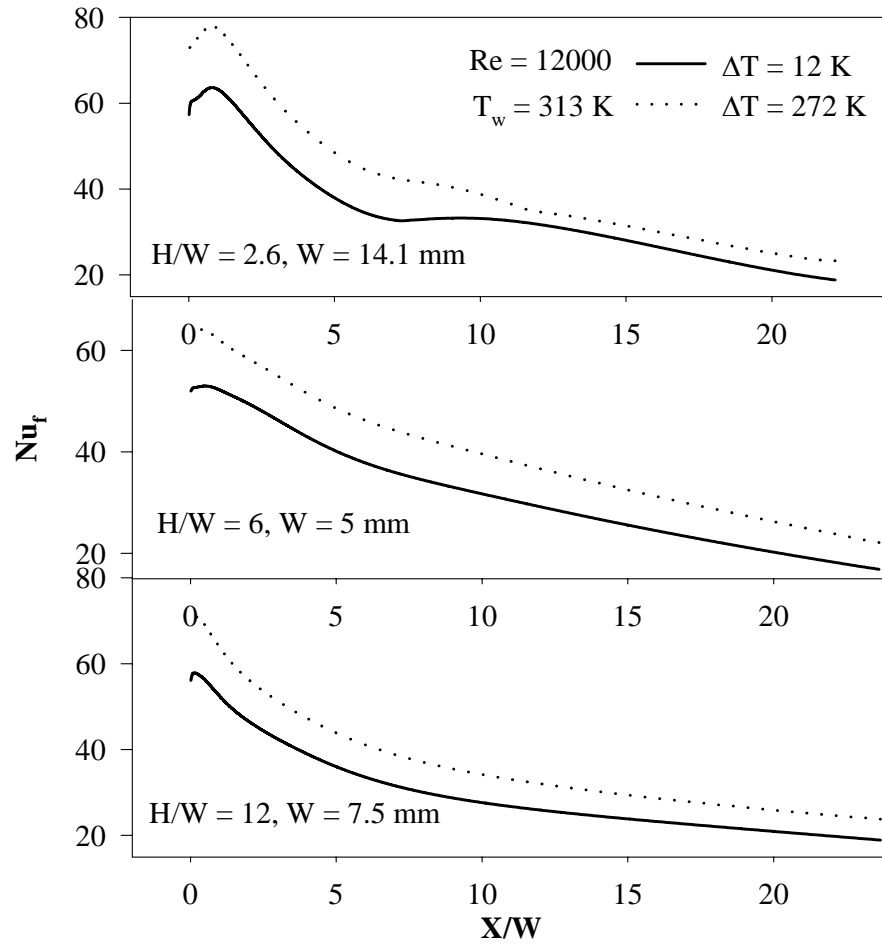 80
60
40
20
Re = 12000 ΔT = 12 K
T_w = 313 K ΔT = 272 K
H/W = 2.6, W = 14.1 mm
0 5 10 15 20
60
40
20
Nu_f
H/W = 6, W = 5 mm
0 5 10 15 20
80
60
40
20
H/W = 12, W = 7.5 mm
0 5 10 15 20
X/W